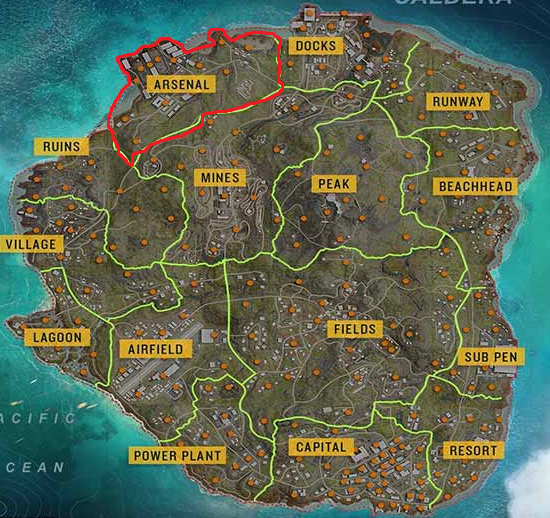 CALDERA
DOCKS
ARSENAL
RUNWAY
RUINS
MINES
PEAK
BEACHHEAD
VILLAGE
LAGOON
AIRFIELD
FIELDS
SUB PEN
ACIFIC
CEAN
POWER PLANT
CAPITAL
RESORT